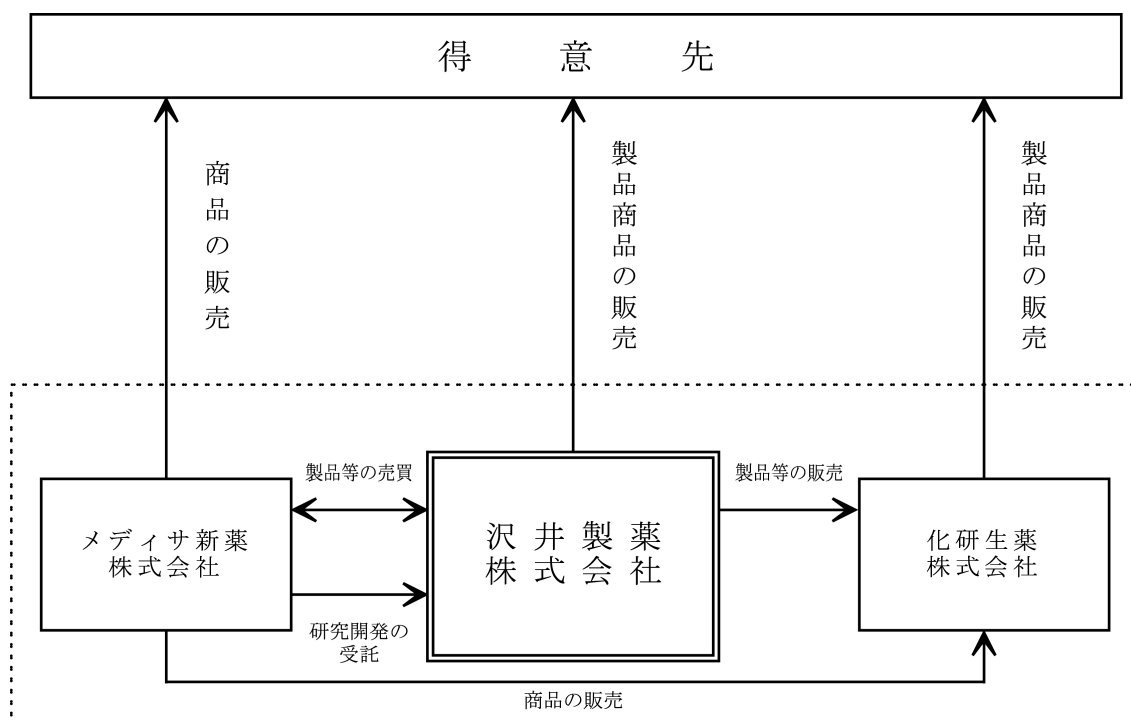 得意先
商品の販売
製品商品の販売
製品商品の販売
製品等の売買
製品等の販売
メディサ新薬
株式会社
沢井製薬
株式会社
化研生薬
株式会社
研究開発の
受託
商品の販売